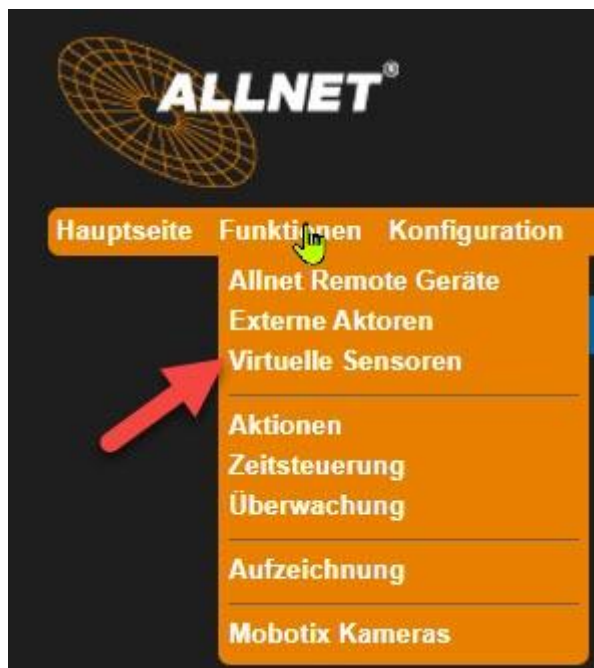 ALLNET®
Hauptseite Funktionen Konfiguration
Allnet Remote Geräte
Externe Aktoren
Virtuelle Sensoren
Aktionen
Zeitsteuerung
Überwachung
Aufzeichnung
Mobotix Kameras